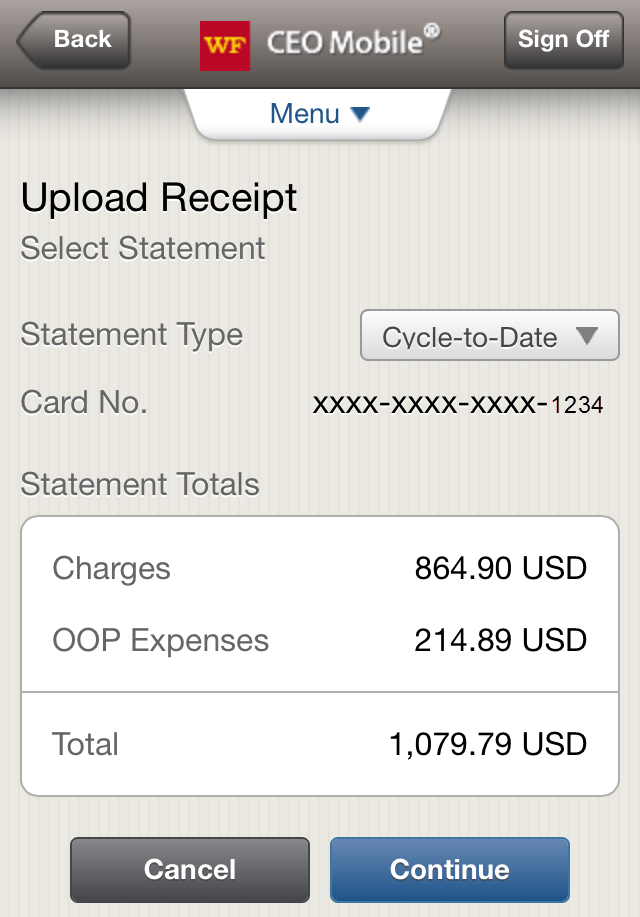 Back
WF CEO Mobile®
Sign Off
Menu ▼
Upload Receipt
Select Statement
Statement Type Cycle-to-Date ▼
Card No. xxxx-xxxx-xxxx-1234
Statement Totals
Charges 864.90 USD
OOP Expenses 214.89 USD
Total 1,079.79 USD
Cancel Continue